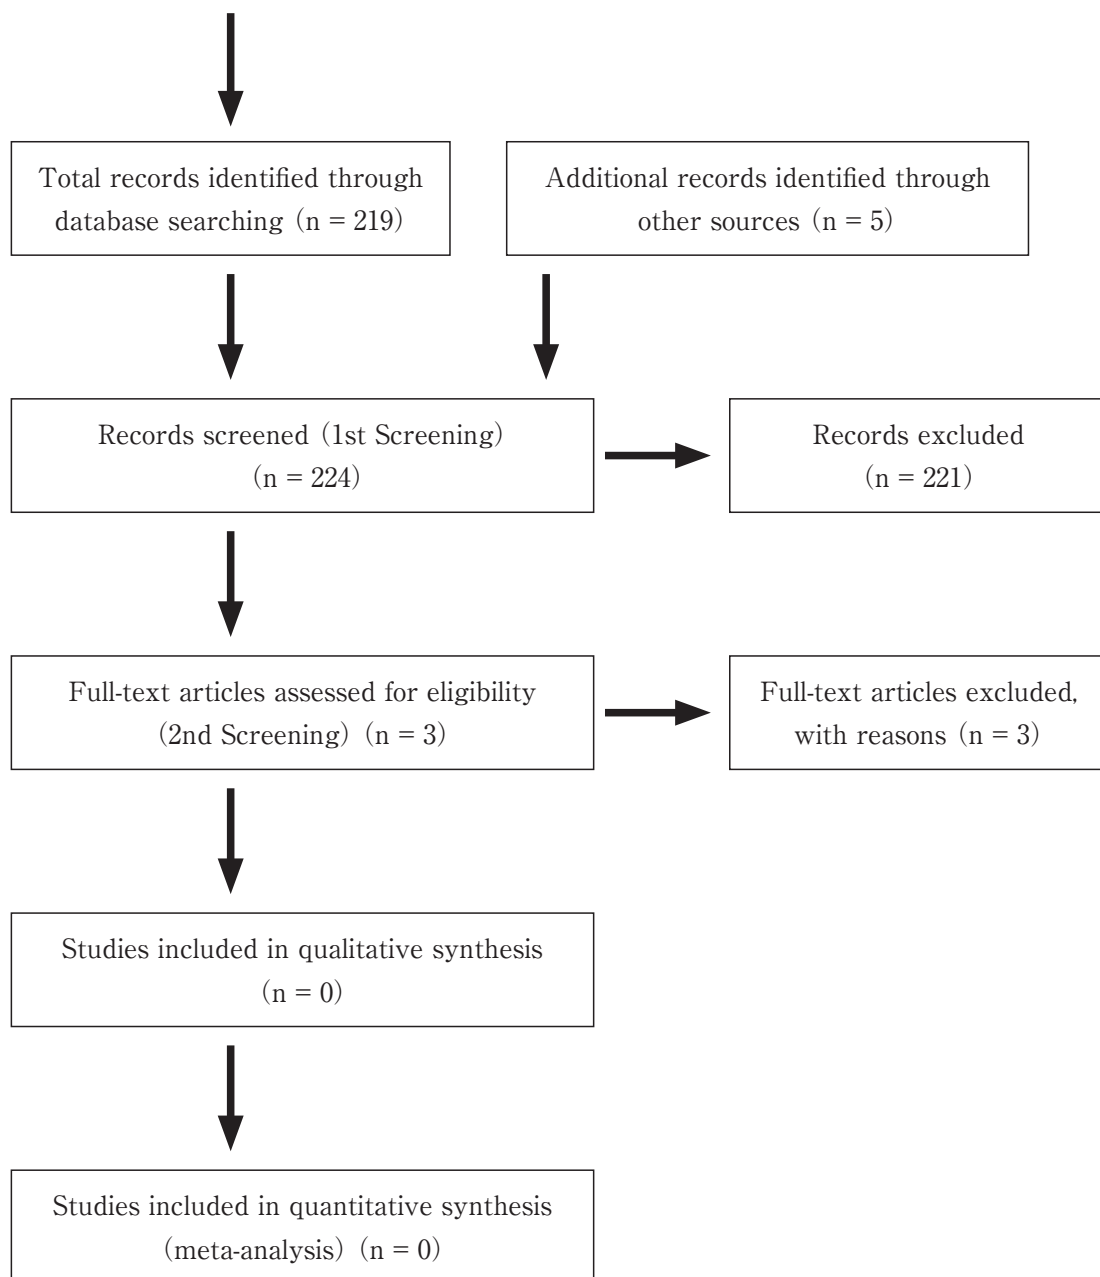 Total records identified through
database searching (n = 219)
Additional records identified through
other sources (n = 5)
Records screened (1st Screening)
(n = 224)
Records excluded
(n = 221)
Full-text articles assessed for eligibility
(2nd Screening) (n = 3)
Full-text articles excluded,
with reasons (n = 3)
Studies included in qualitative synthesis
(n = 0)
Studies included in quantitative synthesis
(meta-analysis) (n = 0)